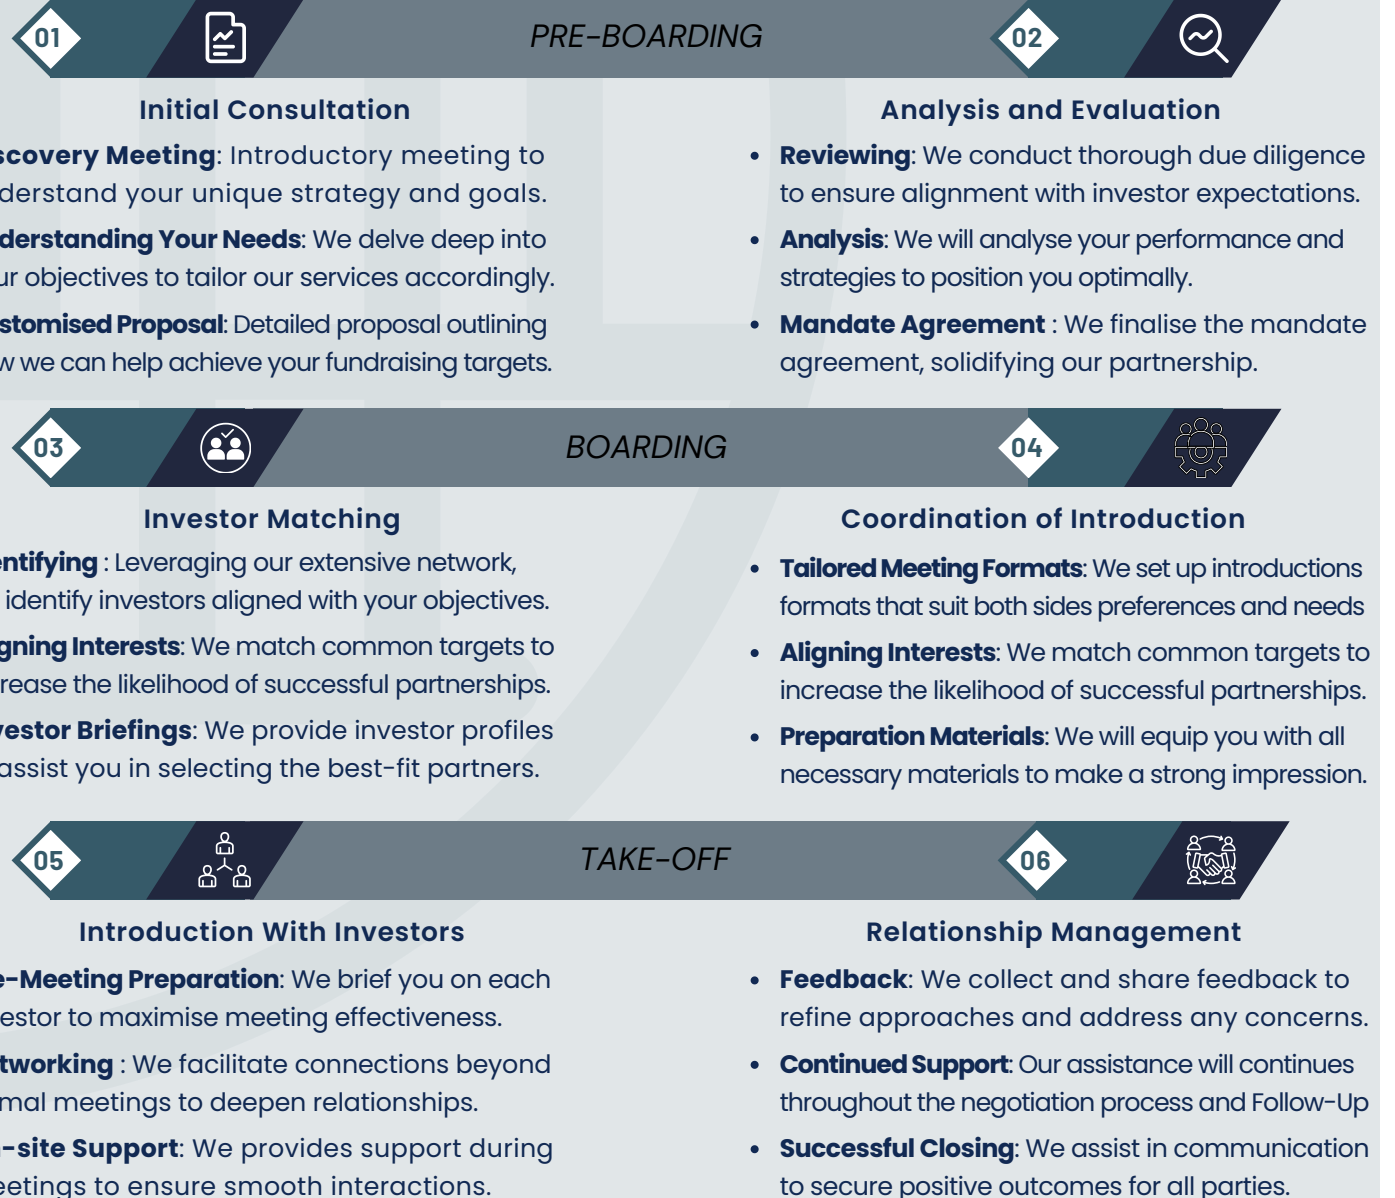 01
PRE-BOARDING
02
Initial Consultation
scovery Meeting: Introductory meeting to
derstand your unique strategy and goals.
derstanding Your Needs: We delve deep into
ur objectives to tailor our services accordingly.
stomised Proposal: Detailed proposal outlining
w we can help achieve your fundraising targets.
Analysis and Evaluation
• Reviewing: We conduct thorough due diligence
to ensure alignment with investor expectations.
• Analysis: We will analyse your performance and
strategies to position you optimally.
• Mandate Agreement : We finalise the mandate
agreement, solidifying our partnership.
03
BOARDING
04
Investor Matching
entifying : Leveraging our extensive network,
identify investors aligned with your objectives.
gning Interests: We match common targets to
rease the likelihood of successful partnerships.
vestor Briefings: We provide investor profiles
assist you in selecting the best-fit partners.
Coordination of Introduction
• Tailored Meeting Formats: We set up introductions
formats that suit both sides preferences and needs
• Aligning Interests: We match common targets to
increase the likelihood of successful partnerships.
• Preparation Materials: We will equip you with all
necessary materials to make a strong impression.
05
TAKE-OFF
06
Introduction With Investors
e-Meeting Preparation: We brief you on each
estor to maximise meeting effectiveness.
tworking : We facilitate connections beyond
mal meetings to deepen relationships.
-site Support: We provides support during
eetings to ensure smooth interactions.
Relationship Management
• Feedback: We collect and share feedback to
refine approaches and address any concerns.
• Continued Support: Our assistance will continues
throughout the negotiation process and Follow-Up
• Successful Closing: We assist in communication
to secure positive outcomes for all parties.